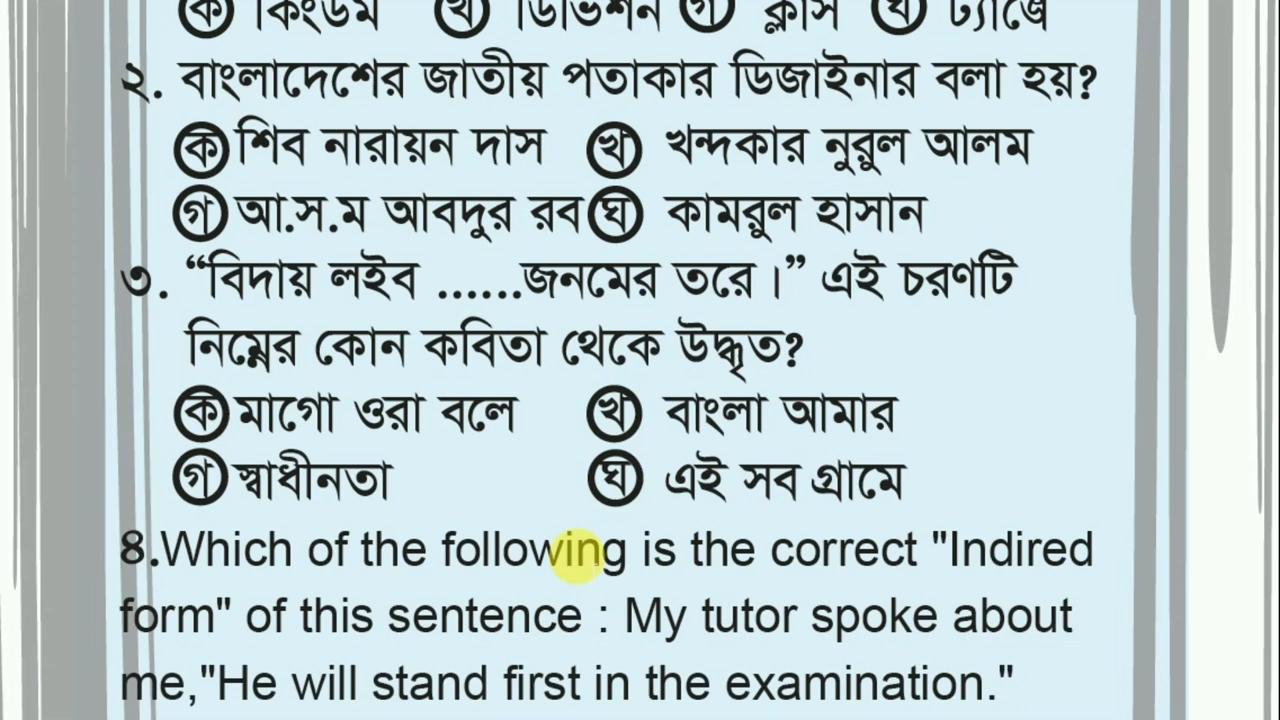 ক কিংডম খ ডিভিশন গ ক্লাস ঘ
২. বাংলাদেশের জাতীয় পতাকার ডিজাইনার বলা হয়?
ক শিব নারায়ন দাস খ খন্দকার নুরুল আলম
গ আ.স.ম আবদুর রব ঘ কামরুল হাসান
৩. “বিদায় লইব ......জনমের তরে।” এই চরণটি
নিম্নের কোন কবিতা থেকে উদ্ধৃত?
ক মাগো ওরা বলে খ বাংলা আমার
গ স্বাধীনতা ঘ এই সব গ্রামে
৪.Which of the following is the correct "Indired
form" of this sentence : My tutor spoke about
me,"He will stand first in the examination."